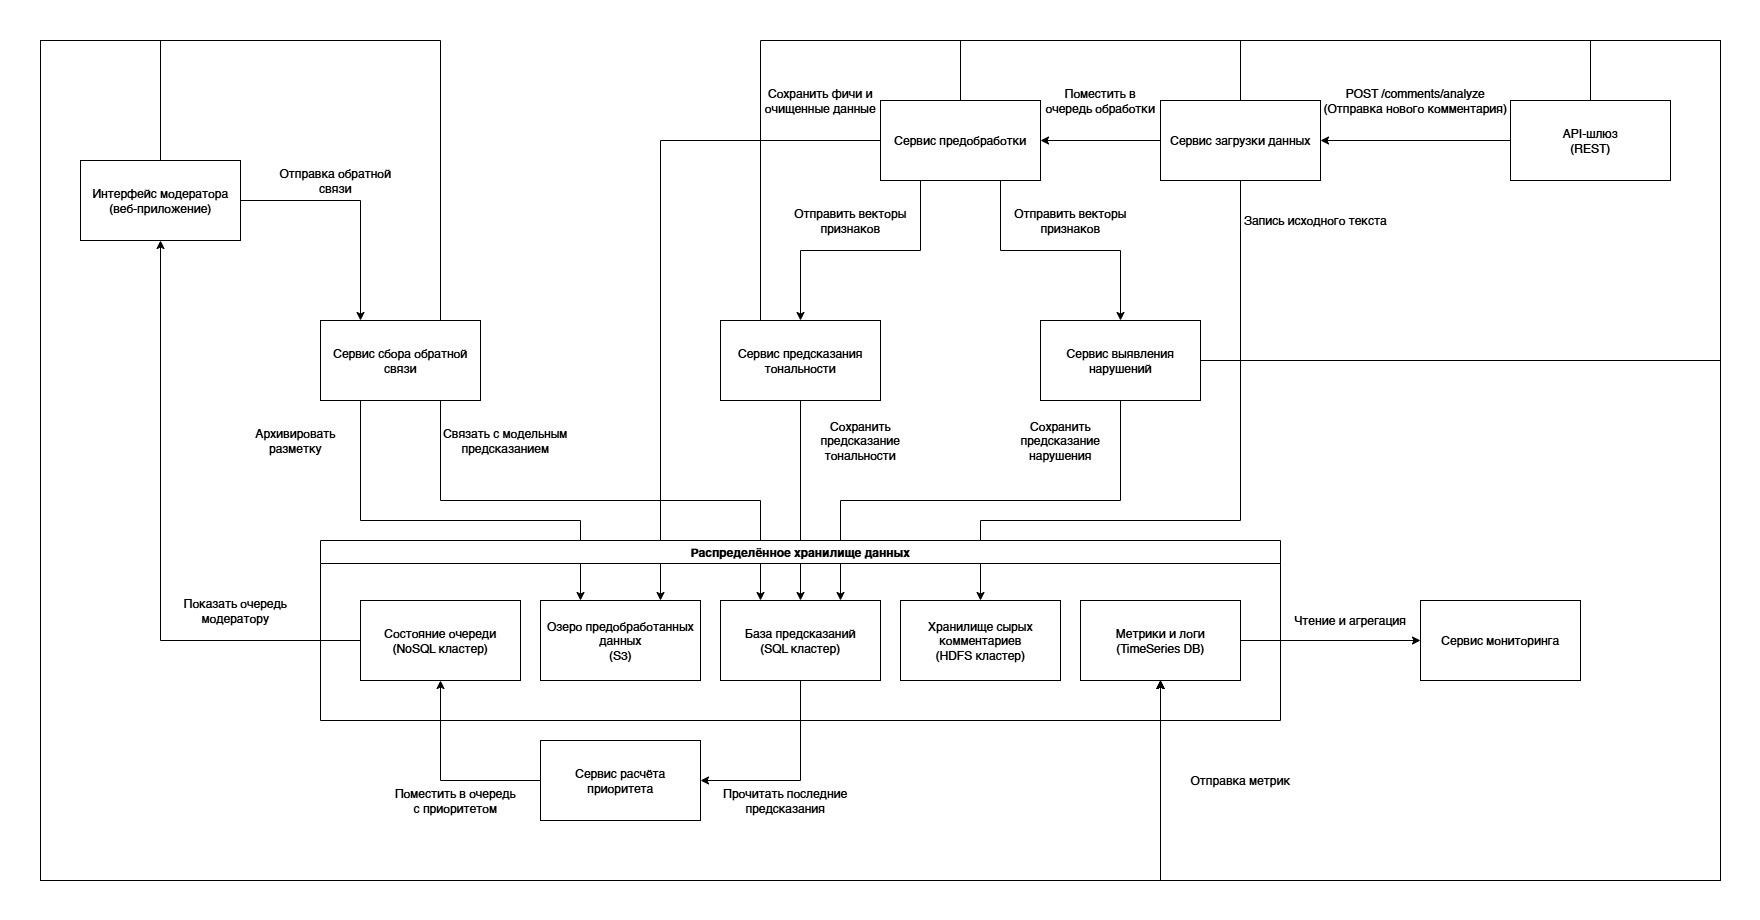 Сохранить фичи и
очищенные данные
Поместить в
очередь обработки
POST /comments/analyze
(Отправка нового комментария)
Сервис предобработки
Сервис загрузки данных
API-шлюз
(REST)
Интерфейс модератора
(веб-приложение)
Отправка обратной
связи
Отправить векторы
признаков
Отправить векторы
признаков
Запись исходного текста
Сервис сбора обратной
связи
Сервис предсказания
тональности
Сервис выявления
нарушений
Архивировать
разметку
Связать с модельным
предсказанием
Сохранить
предсказание
тональности
Сохранить
предсказание
нарушения
Распределённое хранилище данных
Показать очередь
модератору
Состояние очереди
(NoSQL кластер)
Озеро предобработанных
данных
(S3)
База предсказаний
(SQL кластер)
Хранилище сырых
комментариев
(HDFS кластер)
Метрики и логи
(TimeSeries DB)
Чтение и агрегация
Сервис мониторинга
Поместить в очередь
с приоритетом
Сервис расчёта
приоритета
Прочитать последние
предсказания
Отправка метрик